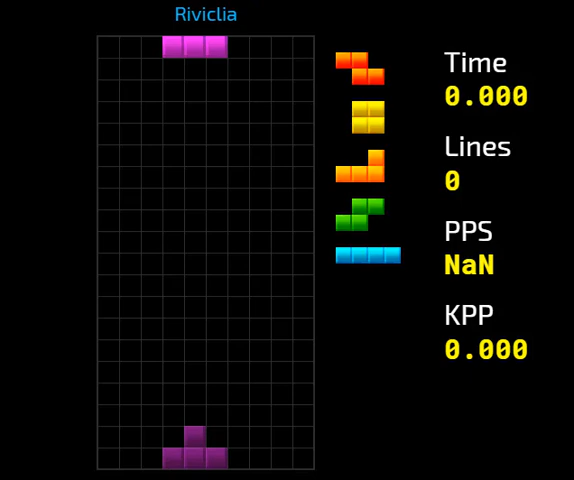 Riviclia
Time
0.000
Lines
0
PPS
NaN
KPP
0.000